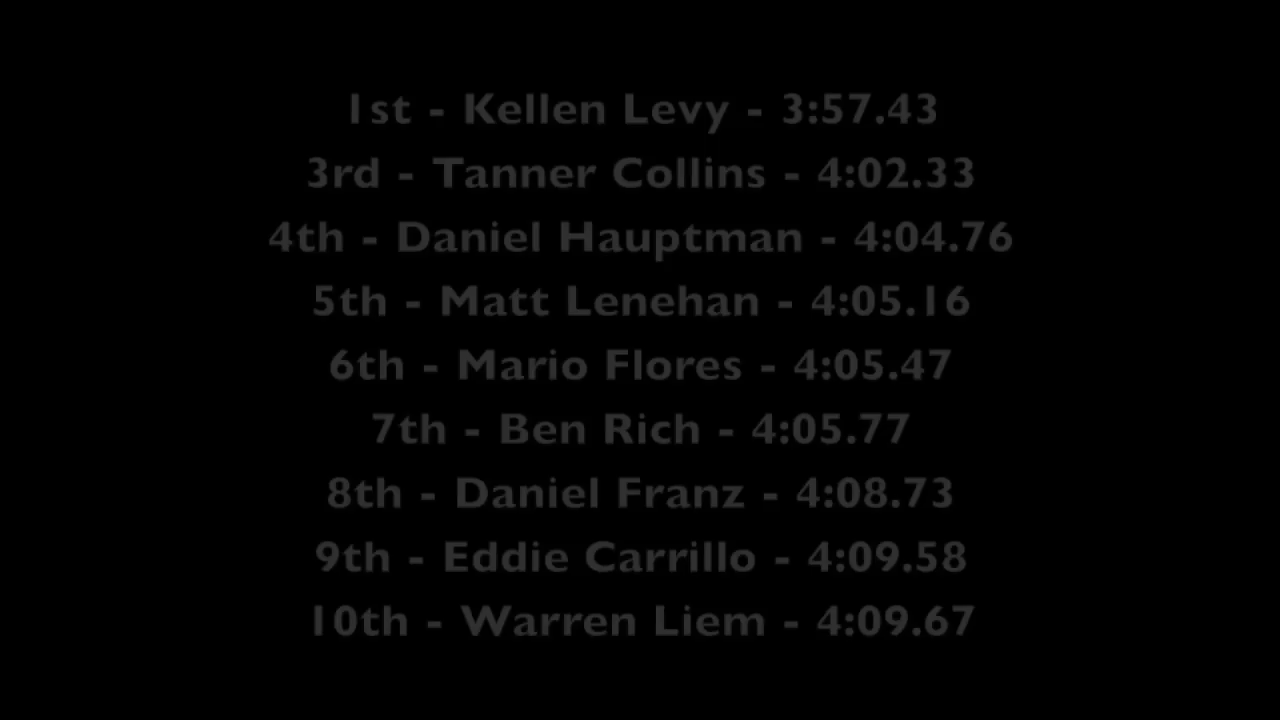 1st - Kellen Levy - 3:57.43
3rd - Tanner Collins - 4:02.33
4th - Daniel Hauptman - 4:04.76
5th - Matt Lenehan - 4:05.16
6th - Mario Flores - 4:05.47
7th - Ben Rich - 4:05.77
8th - Daniel Franz - 4:08.73
9th - Eddie Carrillo - 4:09.58
10th - Warren Liem - 4:09.67